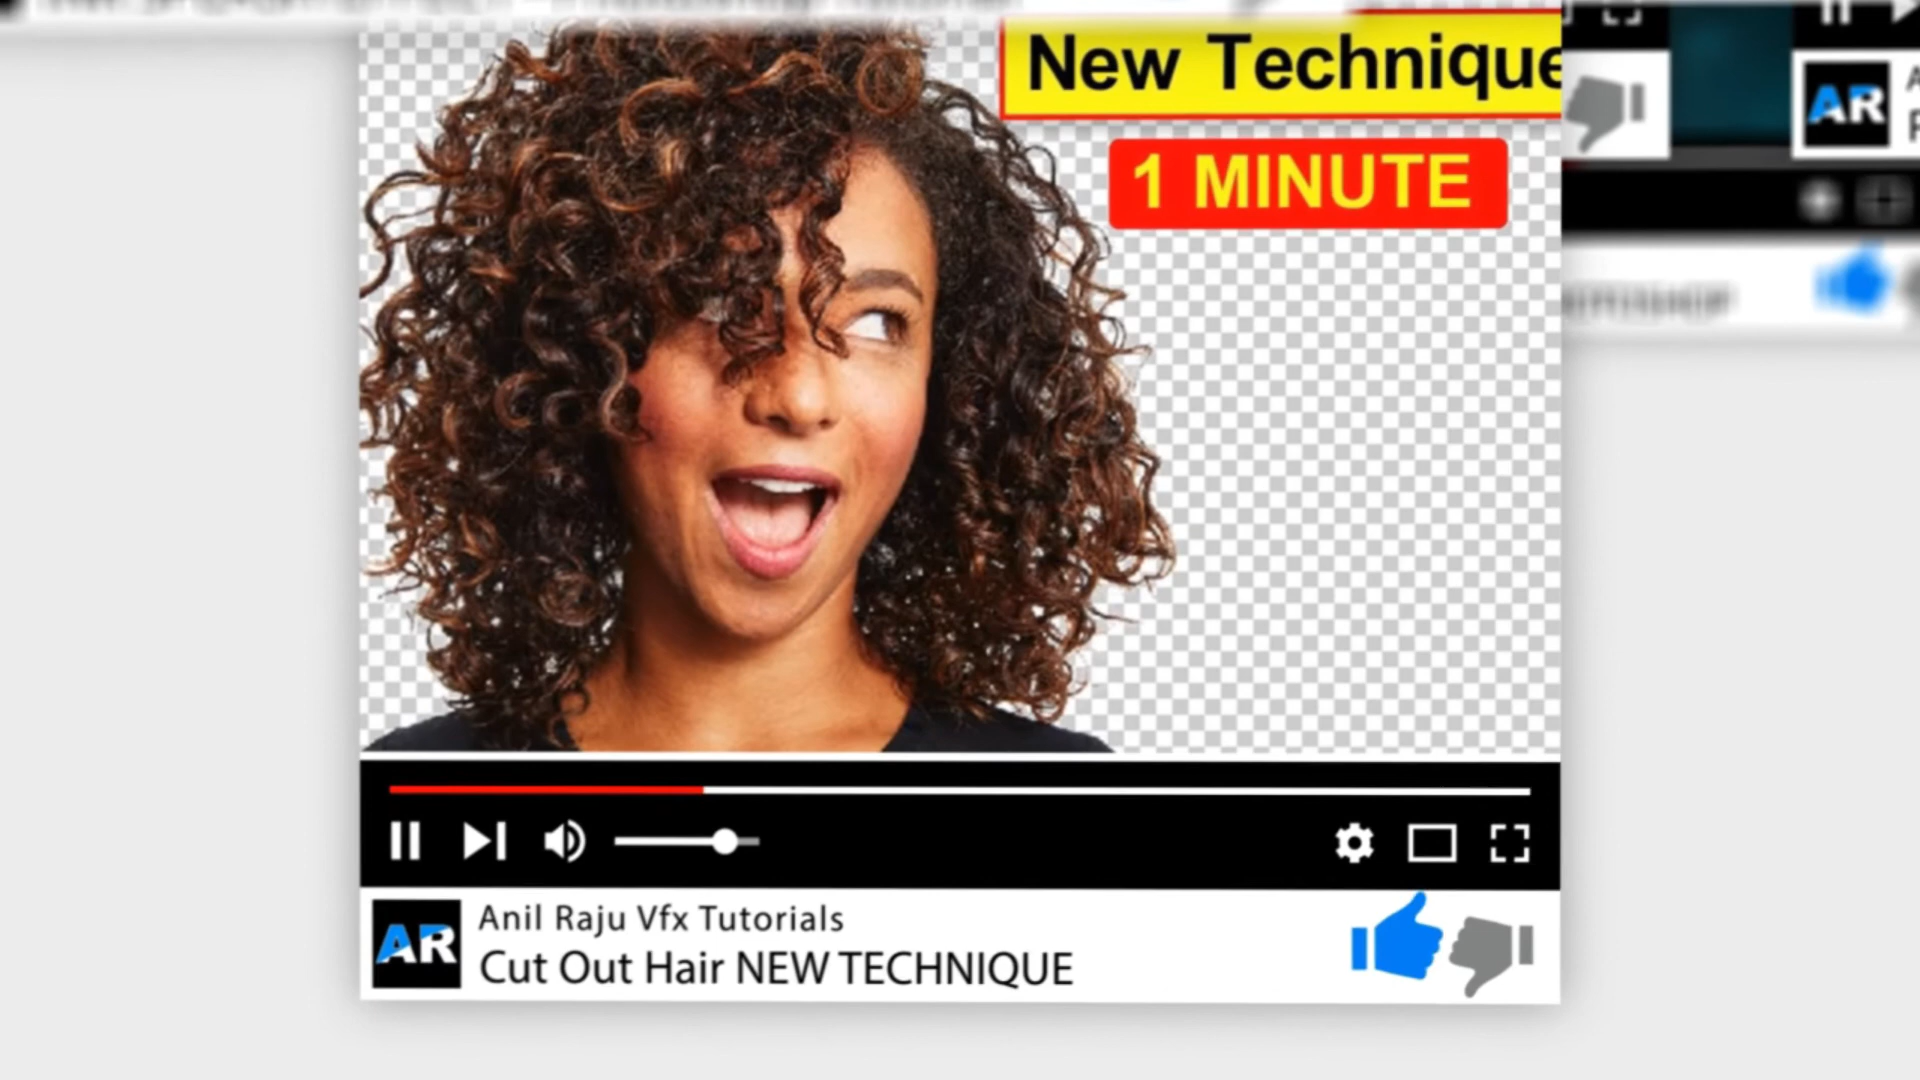 New Technique
1 MINUTE
AR
AR
Anil Raju Vfx Tutorials
Cut Out Hair NEW TECHNIQUE